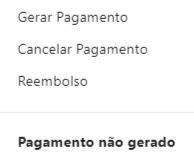 Gerar Pagamento
Cancelar Pagamento
Reembolso
Pagamento não gerado